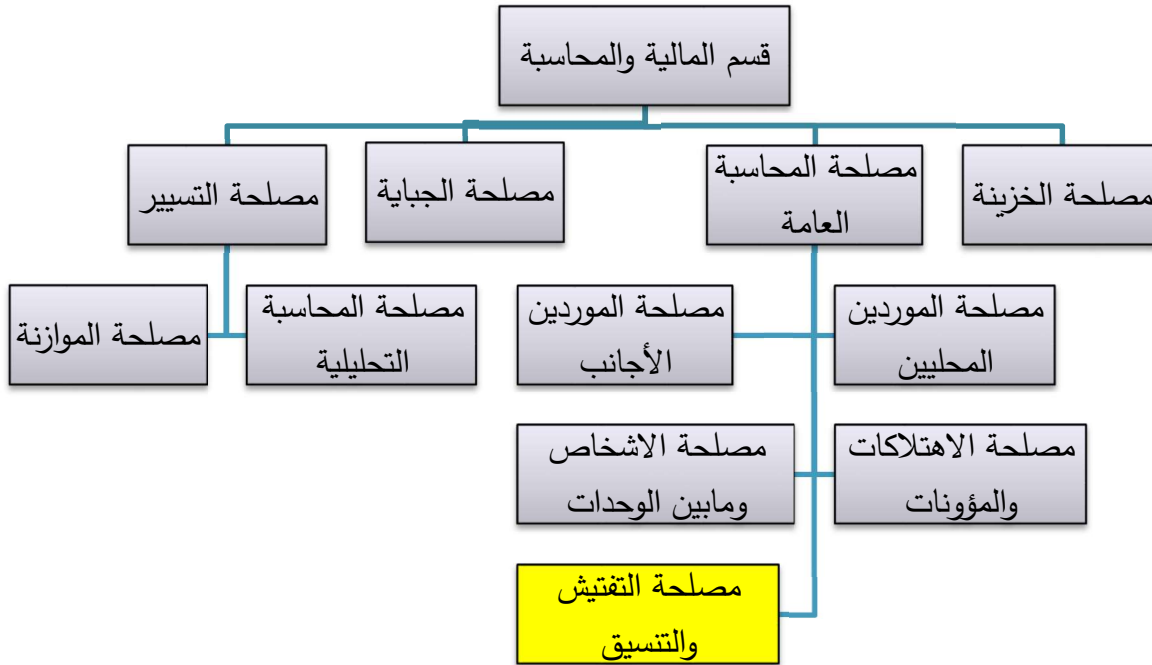 قسم المالية والمحاسبة
مصلحة الخزينة
مصلحة المحاسبة
العامة
مصلحة الجباية
مصلحة التسيير
مصلحة الموردين
المحليين
مصلحة الموردين
الأجانب
مصلحة المحاسبة
التحليلية
مصلحة الموازنة
مصلحة الاهتلاكات
والمؤونات
مصلحة الاشخاص
ومابين الوحدات
مصلحة التفتيش
والتنسيق